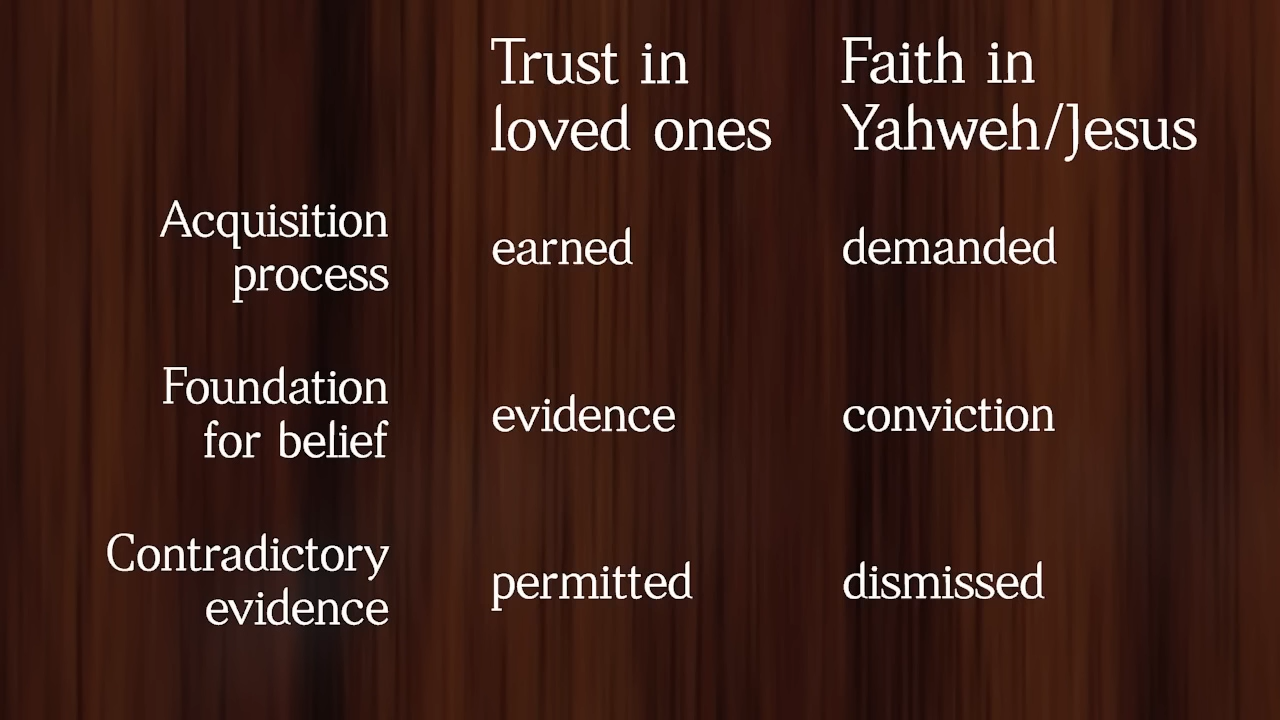 Trust in
loved ones
Faith in
Yahweh/Jesus
Acquisition
process
earned
demanded
Foundation
for belief
evidence
conviction
Contradictory
evidence
permitted
dismissed